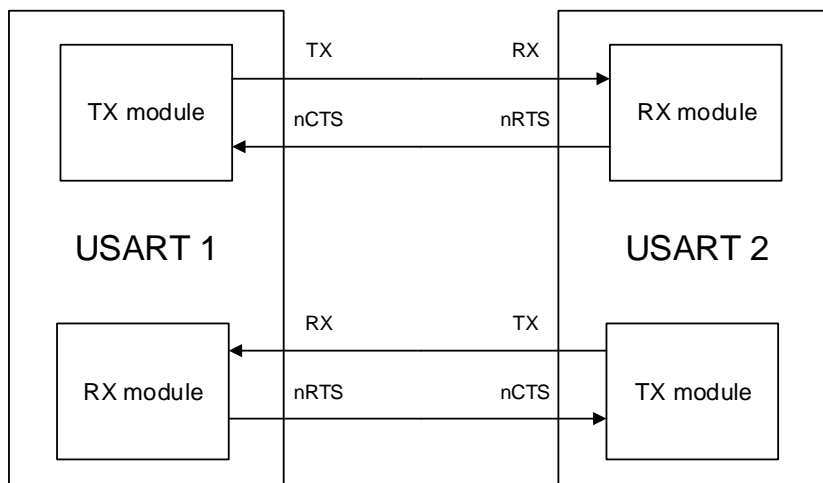 TX RX
TX module nCTS nRTS RX module
USART 1 USART 2
RX TX
RX module nRTS nCTS TX module